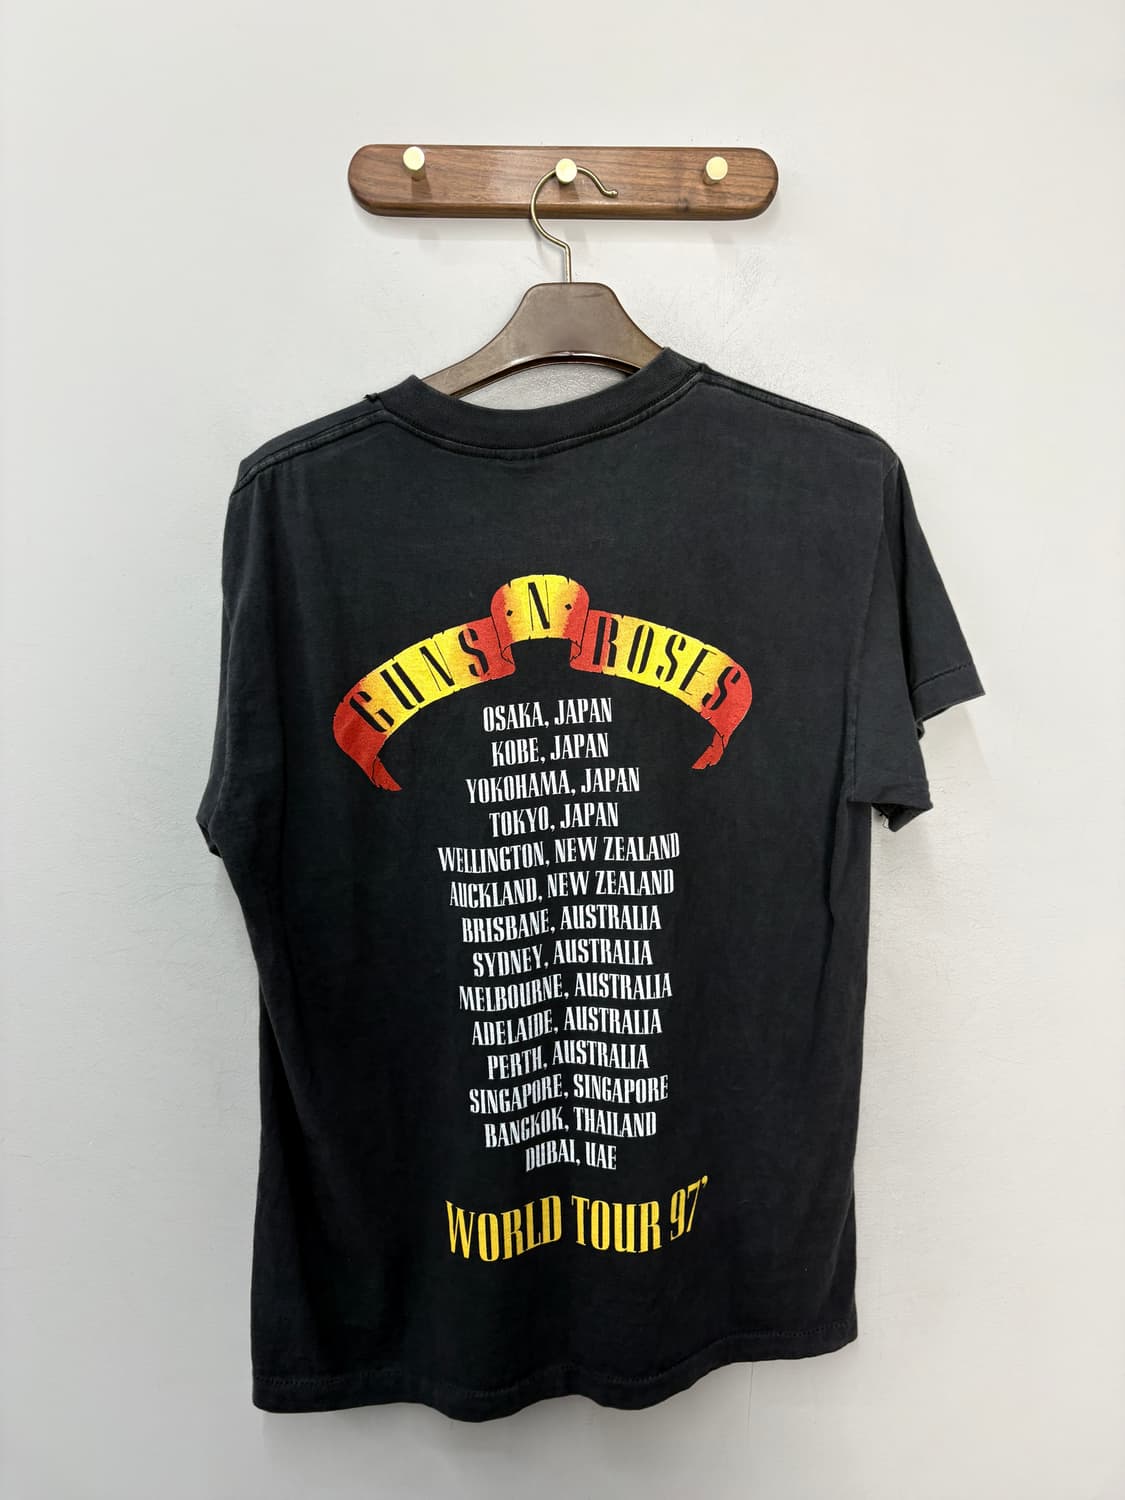 GUNS ·N· ROSES
OSAKA, JAPAN
KOBE, JAPAN
YOKOHAMA, JAPAN
TOKYO, JAPAN
WELLINGTON, NEW ZEALAND
AUCKLAND, NEW ZEALAND
BRISBANE, AUSTRALIA
SYDNEY, AUSTRALIA
MELBOURNE, AUSTRALIA
ADELAIDE, AUSTRALIA
PERTH, AUSTRALIA
SINGAPORE, SINGAPORE
BANGKOK, THAILAND
DUBAI, UAE
WORLD TOUR 97'